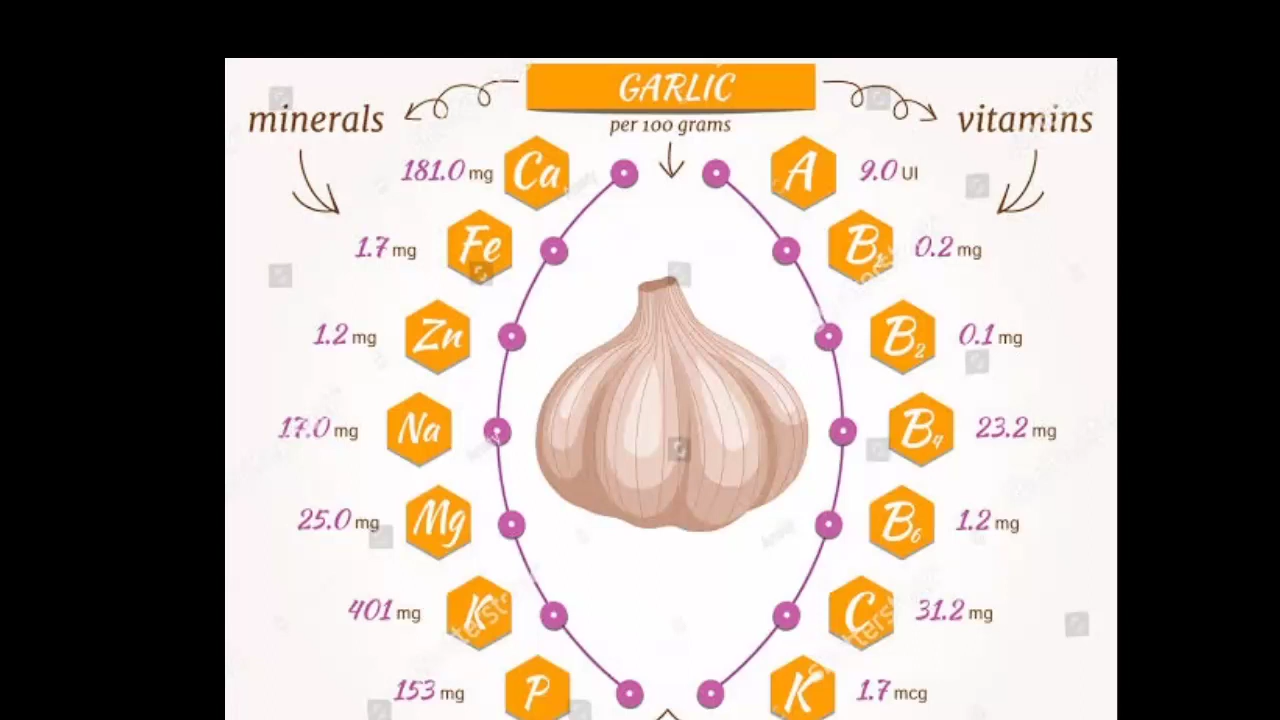 GARLIC
per 100 grams
minerals
vitamins
181.0 mg Ca
A 9.0 UI
1.7 mg Fe
B1 0.2 mg
1.2 mg Zn
B2 0.1 mg
17.0 mg Na
B4 23.2 mg
25.0 mg Mg
B6 1.2 mg
401 mg K
C 31.2 mg
153 mg P
K 1.7 mcg